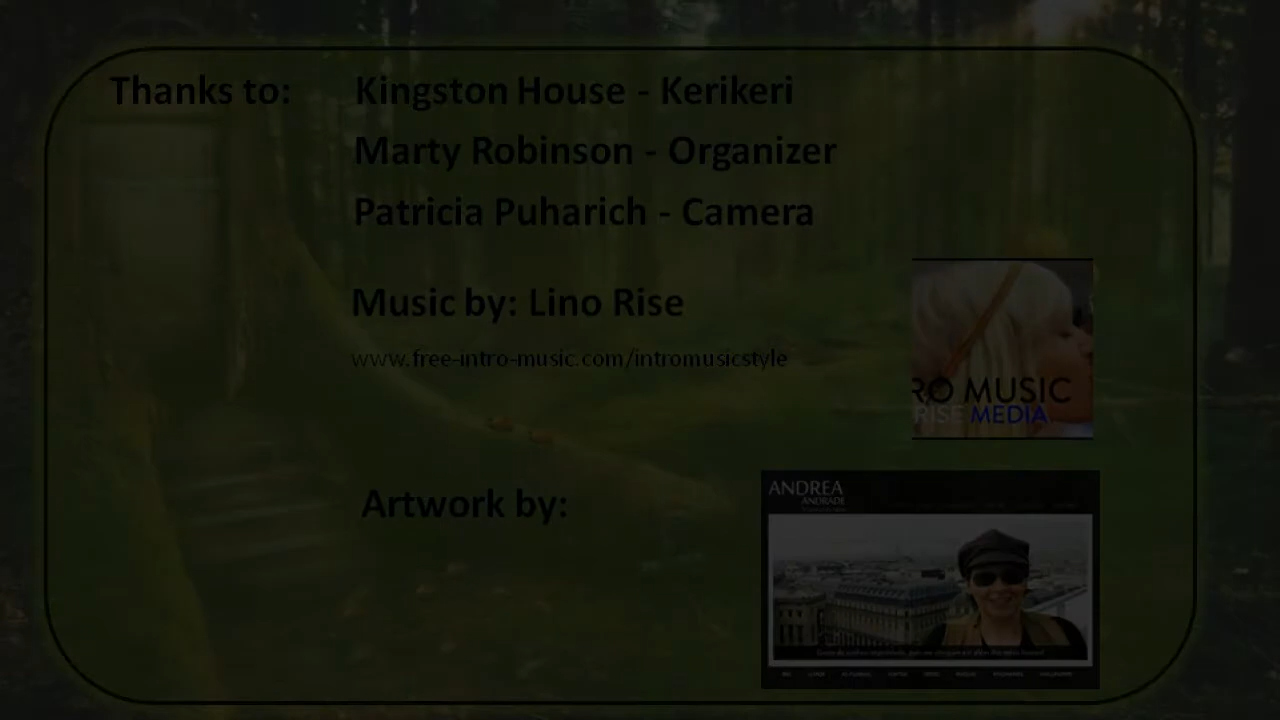 Thanks to: Kingston House - Kerikeri
Marty Robinson - Organizer
Patricia Puharich - Camera
Music by: Lino Rise
www.free-intro-music.com/intromusicstyle
RO MUSIC
RISE MEDIA
Artwork by:
ANDREA
ANDRADE